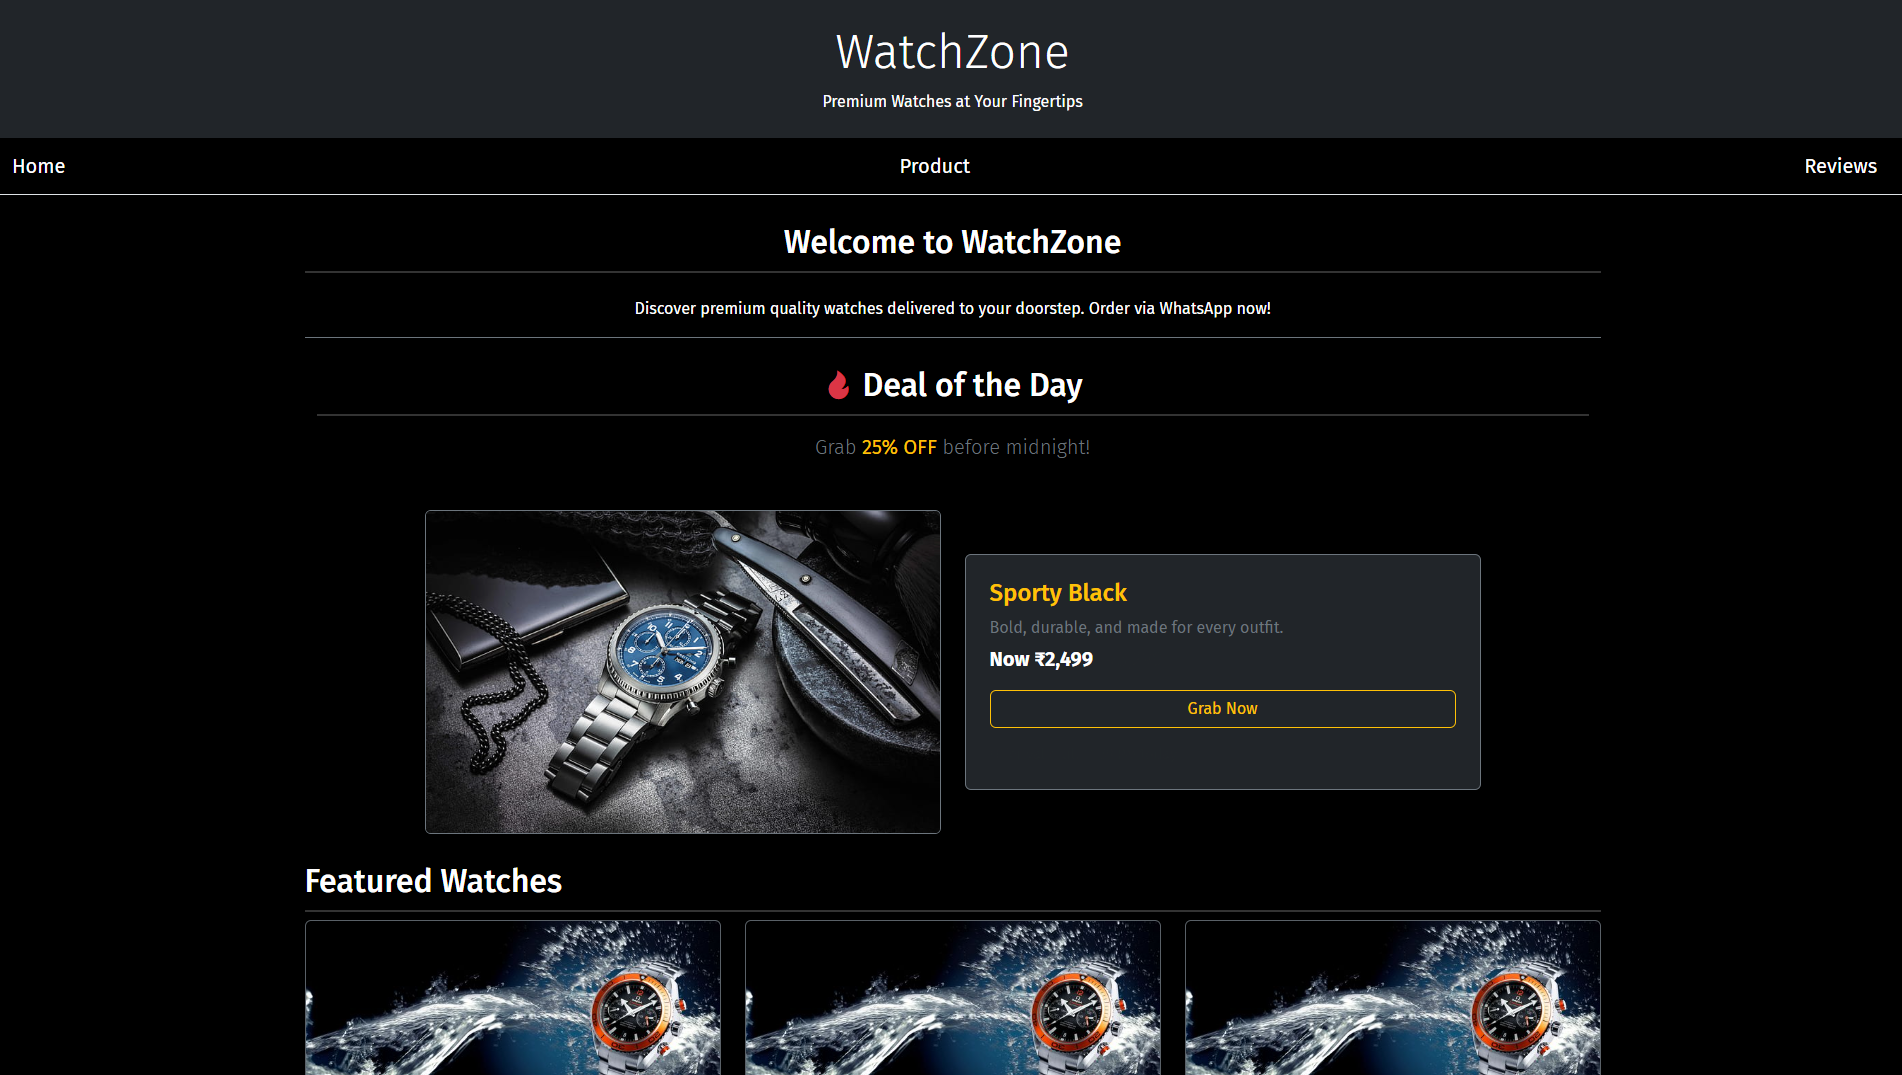 WatchZone
Premium Watches at Your Fingertips
Home Product Reviews
Welcome to WatchZone
Discover premium quality watches delivered to your doorstep. Order via WhatsApp now!
Deal of the Day
Grab 25% OFF before midnight!
Sporty Black
Bold, durable, and made for every outfit.
Now ₹2,499
Grab Now
Featured Watches